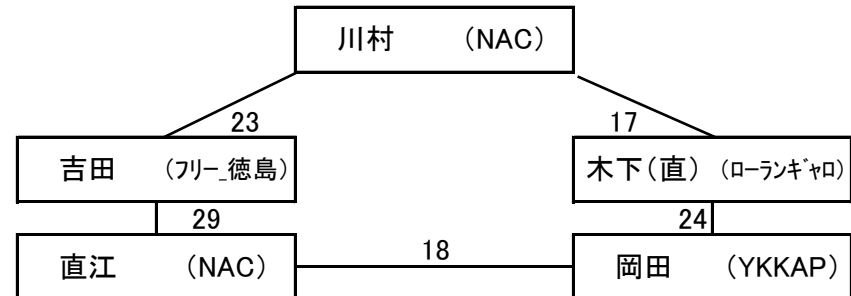 川村 (NAC)
23 17
吉田 (フリー_徳島) 木下(直) (ローランギャロ)
29 24
直江 (NAC) 18 岡田 (YKKAP)